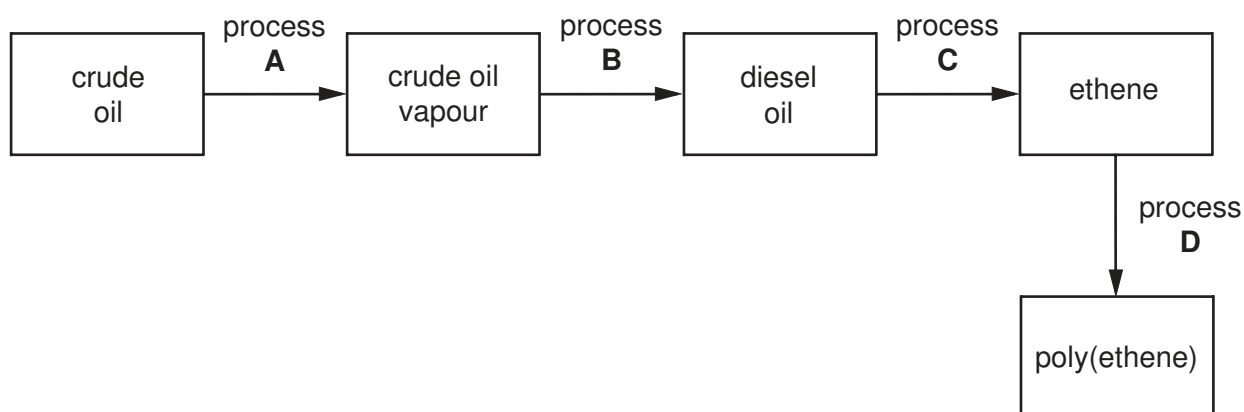 crude
oil
process
A
crude oil
vapour
process
B
diesel
oil
process
C
ethene
process
D
poly(ethene)